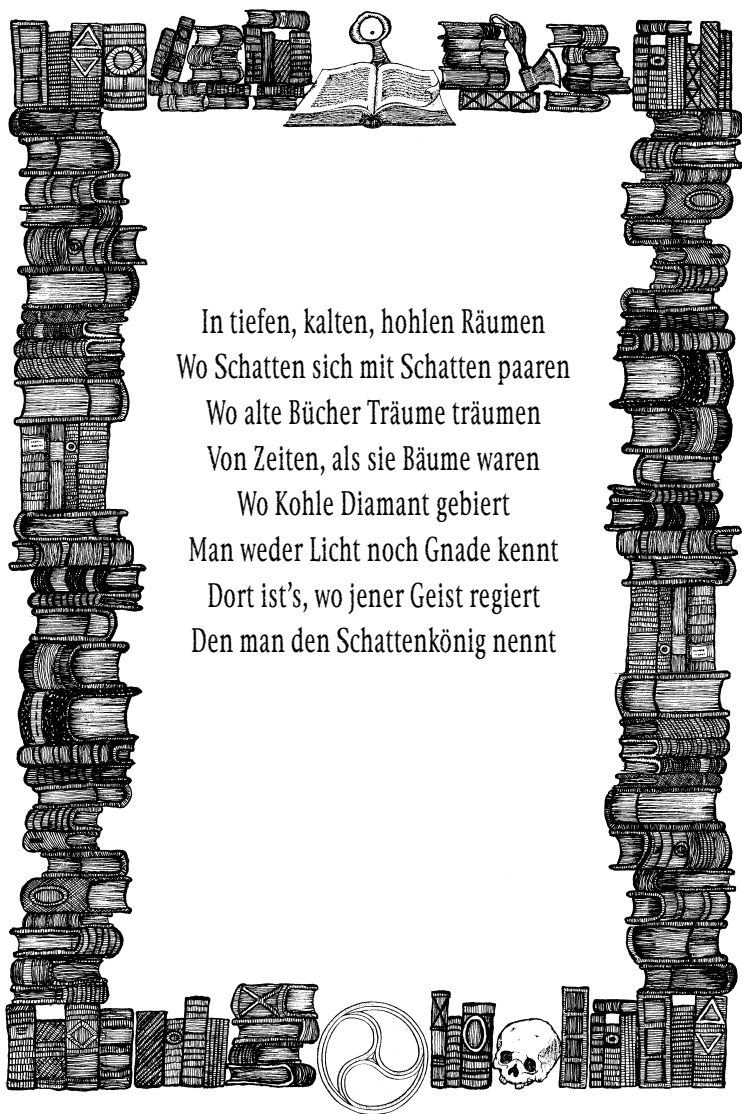 In tiefen, kalten, hohlen Räumen
Wo Schatten sich mit Schatten paaren
Wo alte Bücher Träume träumen
Von Zeiten, als sie Bäume waren
Wo Kohle Diamant gebiert
Man weder Licht noch Gnade kennt
Dort ist’s, wo jener Geist regiert
Den man den Schattenkönig nennt